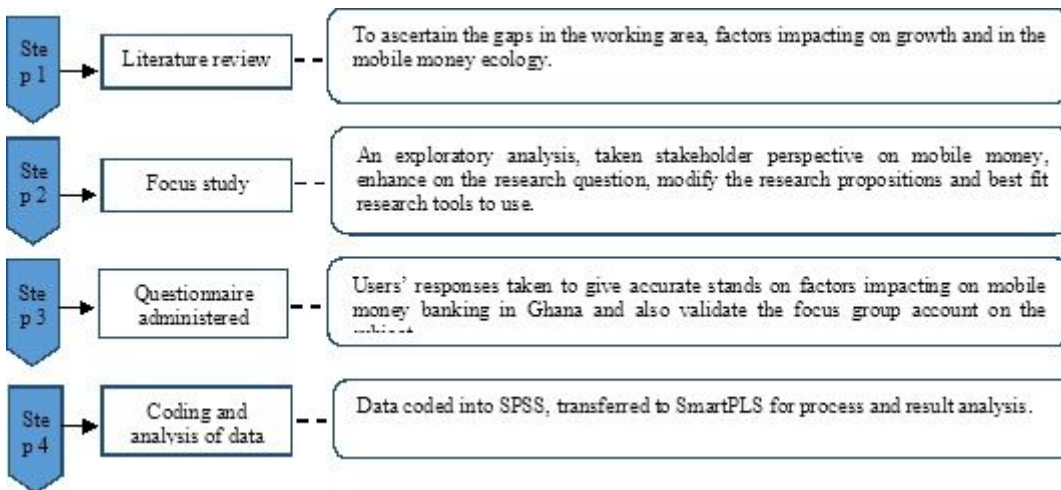 Ste
p 1
Literature review
To ascertain the gaps in the working area, factors impacting on growth and in the
mobile money ecology.
Ste
p 2
Focus study
An exploratory analysis, taken stakeholder perspective on mobile money,
enhance on the research question, modify the research propositions and best fit
research tools to use.
Ste
p 3
Questionnaire
administered
Users’ responses taken to give accurate stands on factors impacting on mobile
money banking in Ghana and also validate the focus group account on the
Ste
p 4
Coding and
analysis of data
Data coded into SPSS, transferred to SmartPLS for process and result analysis.